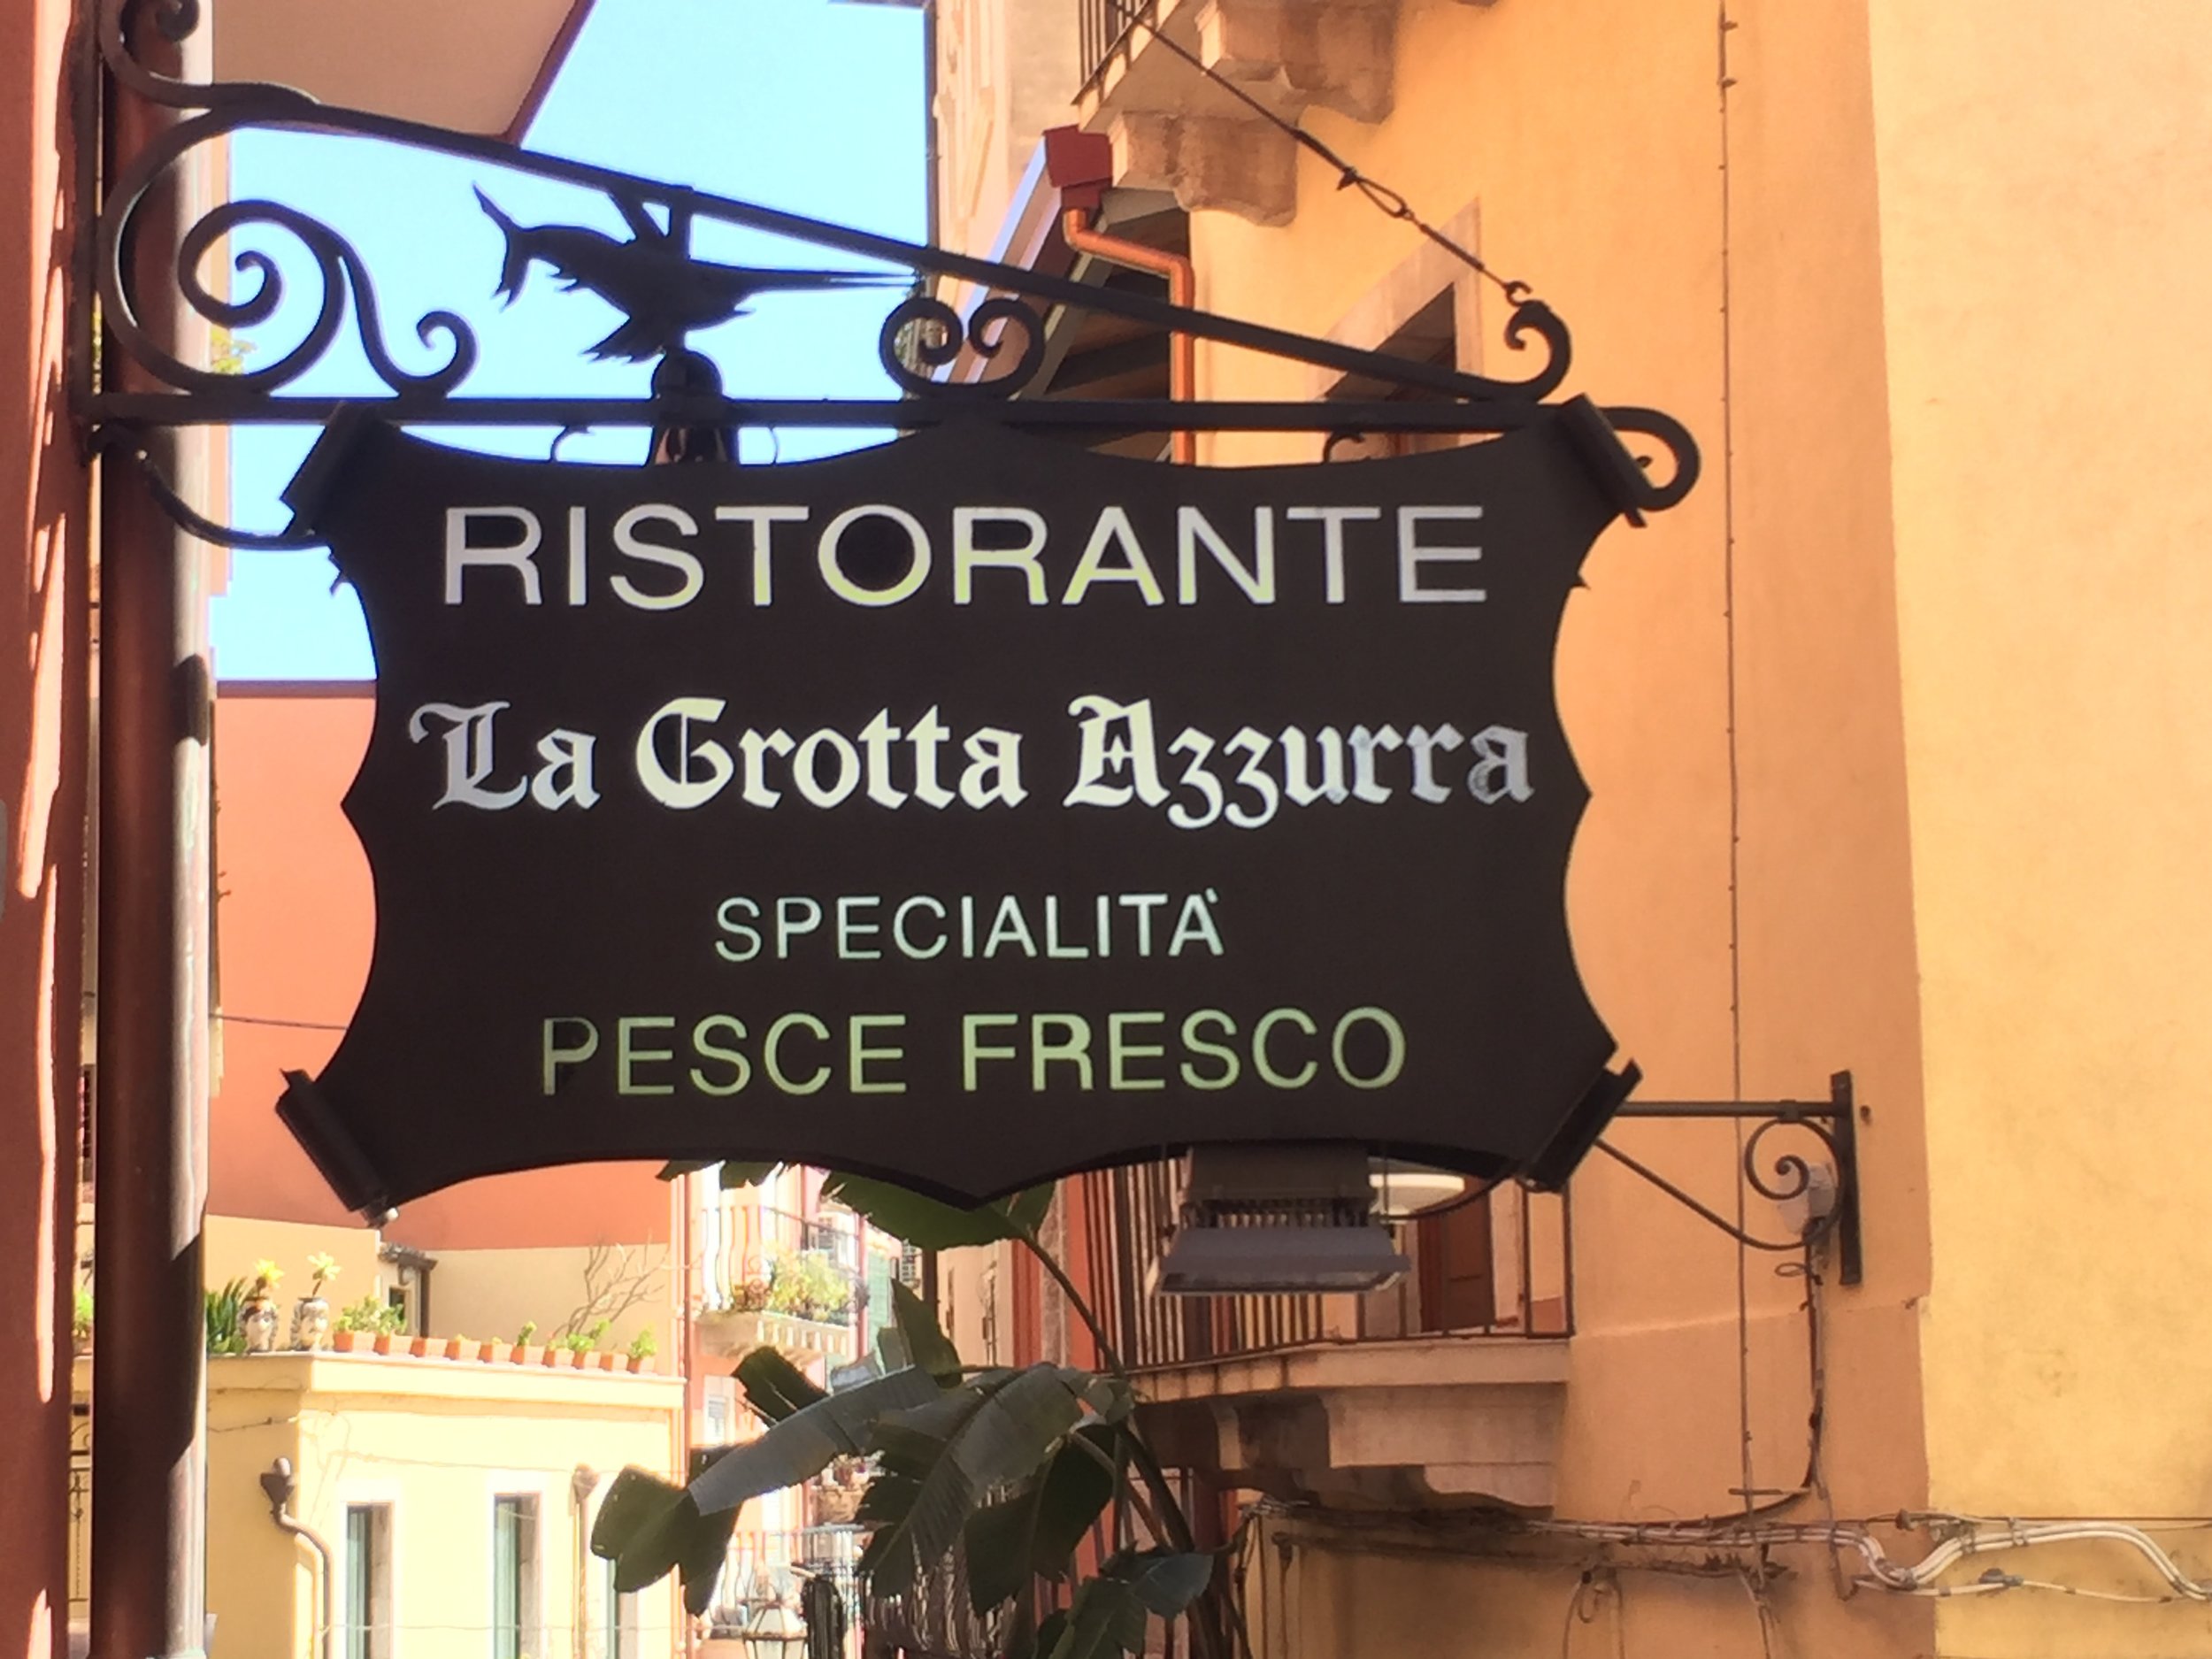 RISTORANTE
La Grotta Azzurra
SPECIALITÀ
PESCE FRESCO